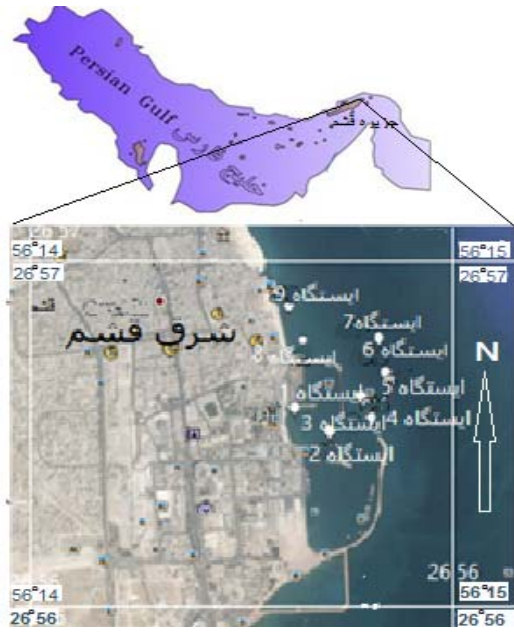 Persian Gulf
خلیج فارس
جزیره قشم
56°14
56°15
26°57
26°57
ایستگاه 9
ایستگاه7
شرق قشم
ایستگاه 8
ایستگاه 6
N
ایستگاه 1
ایستگاه 5
ایستگاه 3
ایستگاه 4
ایستگاه 2
26 56
56°14
56°15
26°56
26°56